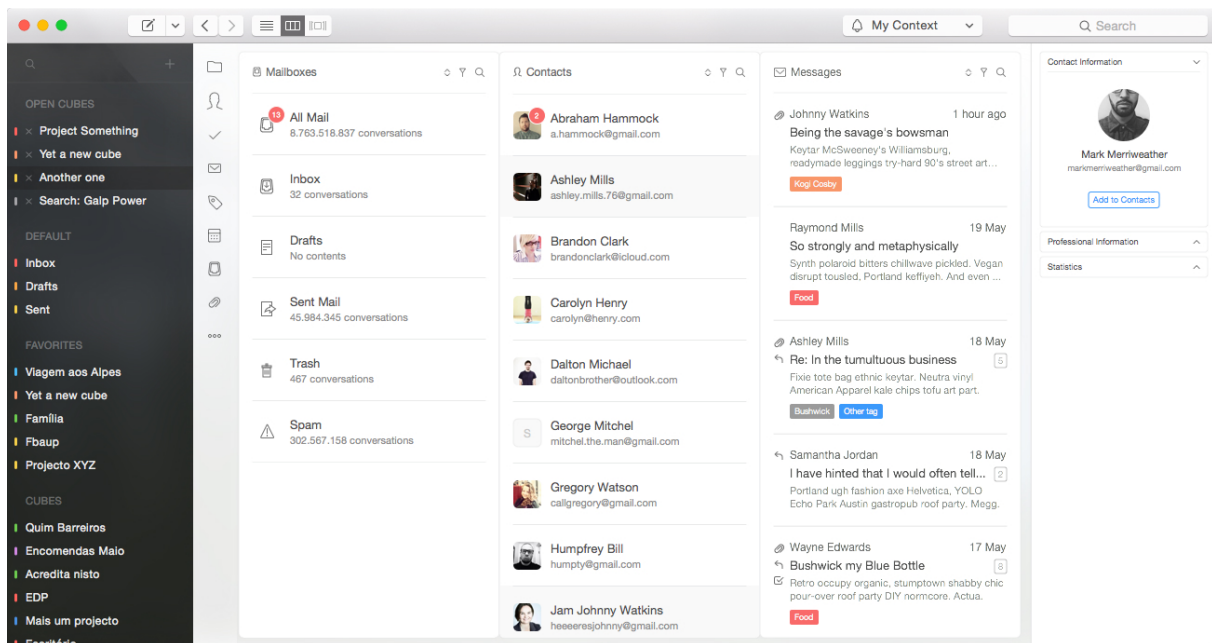 My Context
Search
OPEN CUBES
× Project Something
× Yet a new cube
× Another one
× Search: Galp Power
DEFAULT
Inbox
Drafts
Sent
FAVORITES
Viagem aos Alpes
Yet a new cube
Família
Fbaup
Projecto XYZ
CUBES
Quim Barreiros
Encomendas Maio
Acredita nisto
EDP
Mais um projecto
Escritório
Mailboxes
13
All Mail
8.763.518.837 conversations
Inbox
32 conversations
Drafts
No contents
Sent Mail
45.984.345 conversations
Trash
467 conversations
Spam
302.567.158 conversations
Contacts
2
Abraham Hammock
a.hammock@gmail.com
Ashley Mills
ashley.mills.76@gmail.com
Brandon Clark
brandonclark@icloud.com
Carolyn Henry
carolyn@henry.com
Dalton Michael
daltonbrother@outlook.com
S
George Mitchel
mitchel.the.man@gmail.com
Gregory Watson
callgregory@gmail.com
Humpfrey Bill
humpty@gmail.com
Jam Johnny Watkins
heeeeresjohnny@gmail.com
Messages
Johnny Watkins 1 hour ago
Being the savage's bowsman
Keytar McSweeney's Williamsburg,
readymade leggings try-hard 90's street art...
Kogi Cosby
Raymond Mills 19 May
So strongly and metaphysically
Synth polaroid bitters chillwave pickled. Vegan
disrupt tousled, Portland keffiyeh. And even ...
Food
Ashley Mills 18 May
Re: In the tumultuous business 5
Fixie tote bag ethnic keytar. Neutra vinyl
American Apparel kale chips tofu art part.
Bushwick Other tag
Samantha Jordan 18 May
I have hinted that I would often tell... 2
Portland ugh fashion axe Helvetica, YOLO
Echo Park Austin gastropub roof party. Megg.
Wayne Edwards 17 May
Bushwick my Blue Bottle 8
Retro occupy organic, stumptown shabby chic
pour-over roof party DIY normcore. Actua.
Food
Contact Information
Mark Merriweather
markmerriweather@gmail.com
Add to Contacts
Professional Information
Statistics